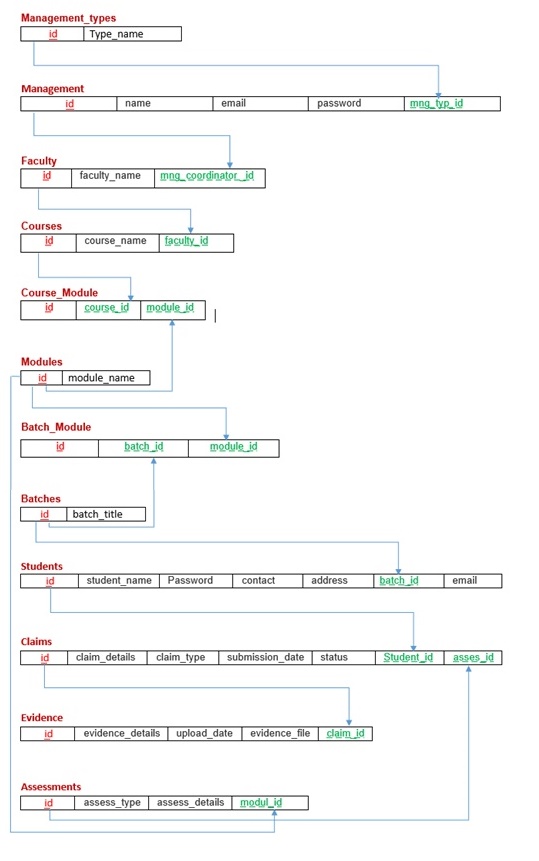 Management_types
id Type_name
Management
id name email password mng_typ_id
Faculty
id faculty_name mng_coordinator_id
Courses
id course_name faculty_id
Course_Module
id course_id module_id
Modules
id module_name
Batch_Module
id batch_id module_id
Batches
id batch_title
Students
id student_name Password contact address batch_id email
Claims
id claim_details claim_type submission_date status Student_id asses_id
Evidence
id evidence_details upload_date evidence_file claim_id
Assessments
id assess_type assess_details modul_id